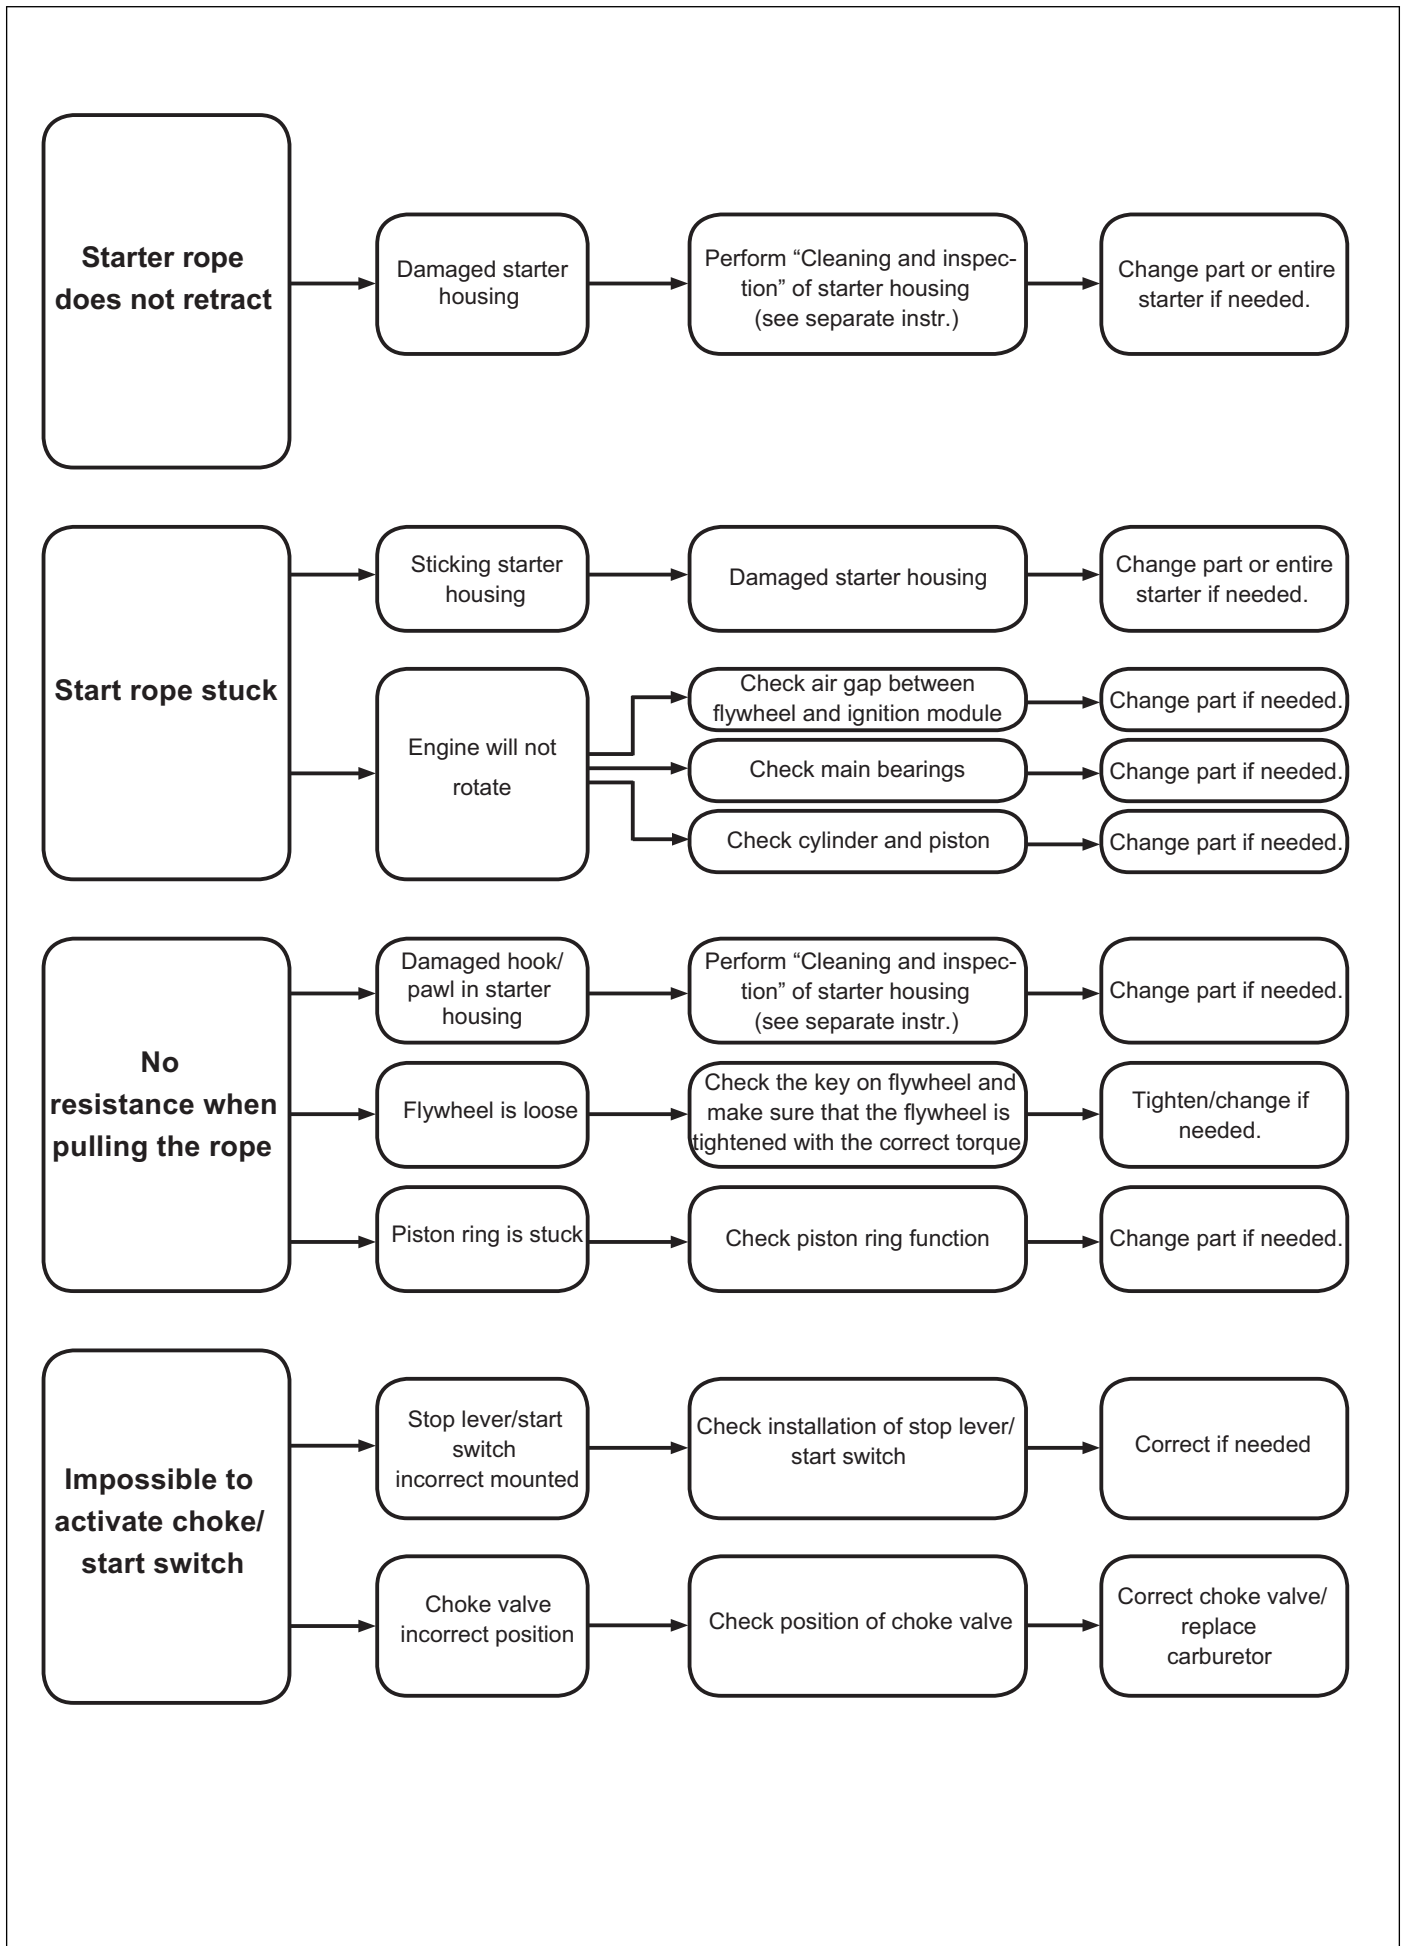 Starter rope
does not retract
Damaged starter
housing
Perform “Cleaning and inspec-
tion” of starter housing
(see separate instr.)
Change part or entire
starter if needed.
Start rope stuck
Sticking starter
housing
Damaged starter housing
Change part or entire
starter if needed.
Engine will not
rotate
Check air gap between
flywheel and ignition module
Change part if needed.
Check main bearings
Change part if needed.
Check cylinder and piston
Change part if needed.
No
resistance when
pulling the rope
Damaged hook/
pawl in starter
housing
Perform “Cleaning and inspec-
tion” of starter housing
(see separate instr.)
Change part if needed.
Flywheel is loose
Check the key on flywheel and
make sure that the flywheel is
tightened with the correct torque
Tighten/change if
needed.
Piston ring is stuck
Check piston ring function
Change part if needed.
Impossible to
activate choke/
start switch
Stop lever/start
switch
incorrect mounted
Check installation of stop lever/
start switch
Correct if needed
Choke valve
incorrect position
Check position of choke valve
Correct choke valve/
replace
carburetor